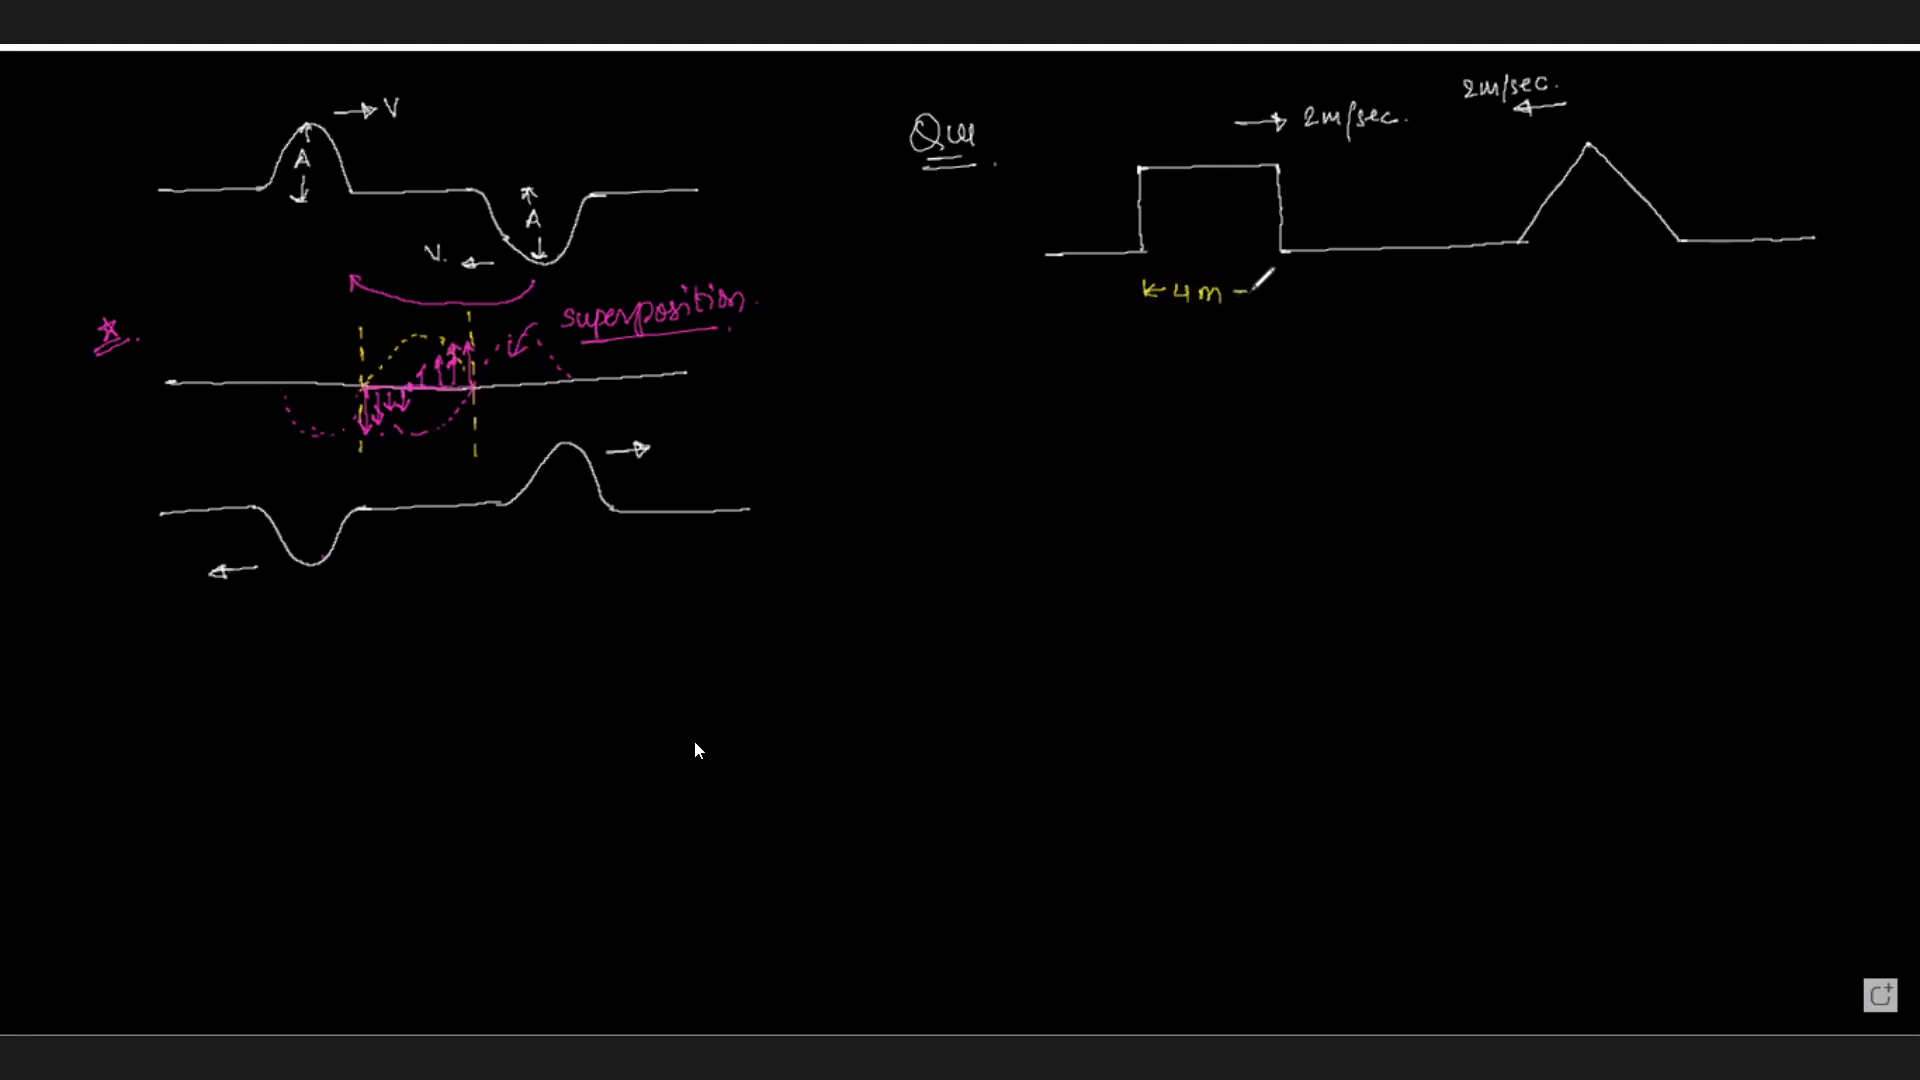 → V
A
A
V. ←
superposition.
Que.
→ 2m/sec.
2m/sec.
←
4m